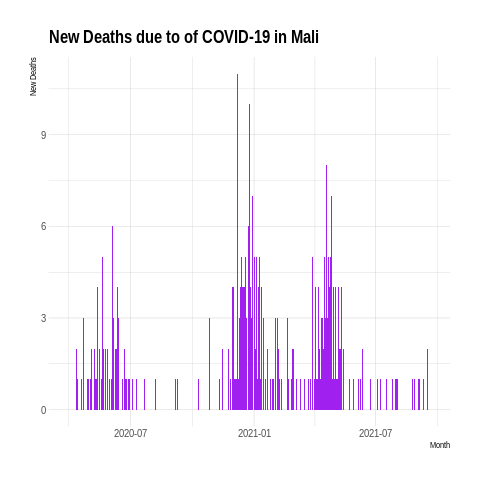 New Deaths due to of COVID-19 in Mali
New Deaths
9
6
3
0
2020-07
2021-01
2021-07
Month